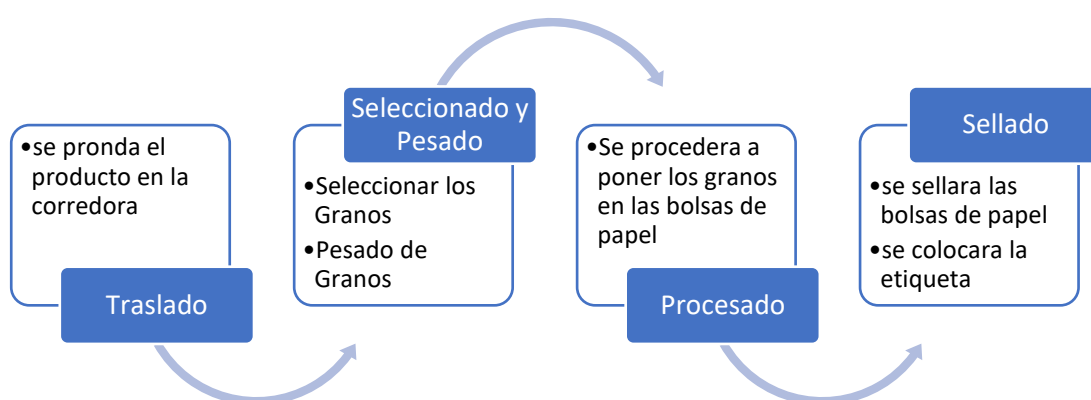 •se pronda el
producto en la
corredora
Traslado
Seleccionado y
Pesado
•Seleccionar los
Granos
•Pesado de
Granos
•Se procedera a
poner los granos
en las bolsas de
papel
Procesado
Sellado
•se sellara las
bolsas de papel
•se colocara la
etiqueta